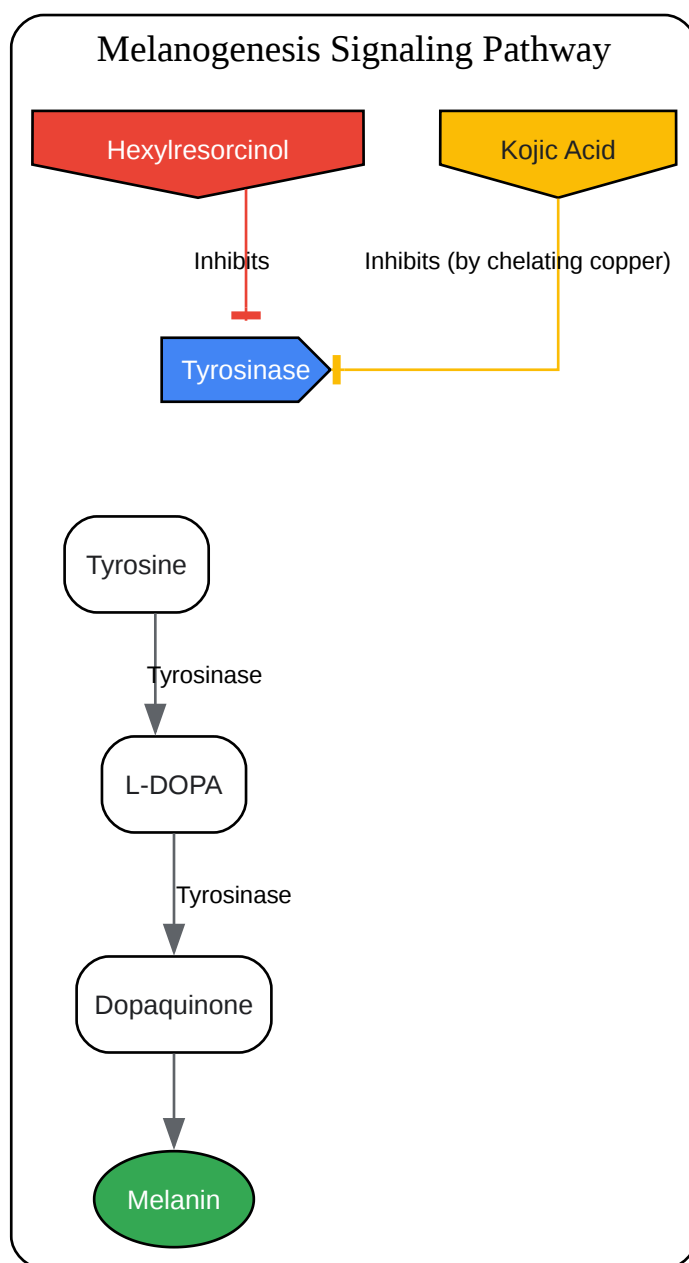 Melanogenesis Signaling Pathway
Hexylresorcinol
Kojic Acid
Inhibits
Inhibits (by chelating copper)
Tyrosinase
Tyrosine
Tyrosinase
L-DOPA
Tyrosinase
Dopaquinone
Melanin